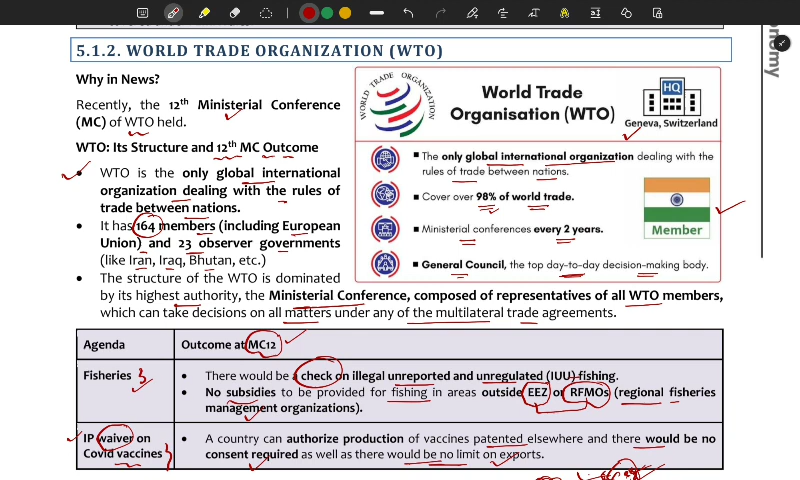 5.1.2. WORLD TRADE ORGANIZATION (WTO)
Why in News?
Recently, the 12th Ministerial Conference
(MC) of WTO held.
WTO: Its Structure and 12th MC Outcome
• WTO is the only global international
organization dealing with the rules of
trade between nations.
• It has 164 members (including European
Union) and 23 observer governments
(like Iran, Iraq, Bhutan, etc.)
• The structure of the WTO is dominated
by its highest authority, the Ministerial Conference, composed of representatives of all WTO members,
which can take decisions on all matters under any of the multilateral trade agreements.
WORLD TRADE ORGANIZATION
World Trade
Organisation (WTO)
HQ
Geneva, Switzerland
■ The only global international organization dealing with the
rules of trade between nations.
■ Cover over 98% of world trade.
■ Ministerial conferences every 2 years.
■ General Council, the top day-to-day decision-making body.
Member
Agenda
Outcome at MC12
Fisheries
• There would be a check on illegal unreported and unregulated (IUU) fishing.
• No subsidies to be provided for fishing in areas outside EEZ or RFMOs (regional fisheries
management organizations).
IP waiver on
Covid vaccines
• A country can authorize production of vaccines patented elsewhere and there would be no
consent required as well as there would be no limit on exports.